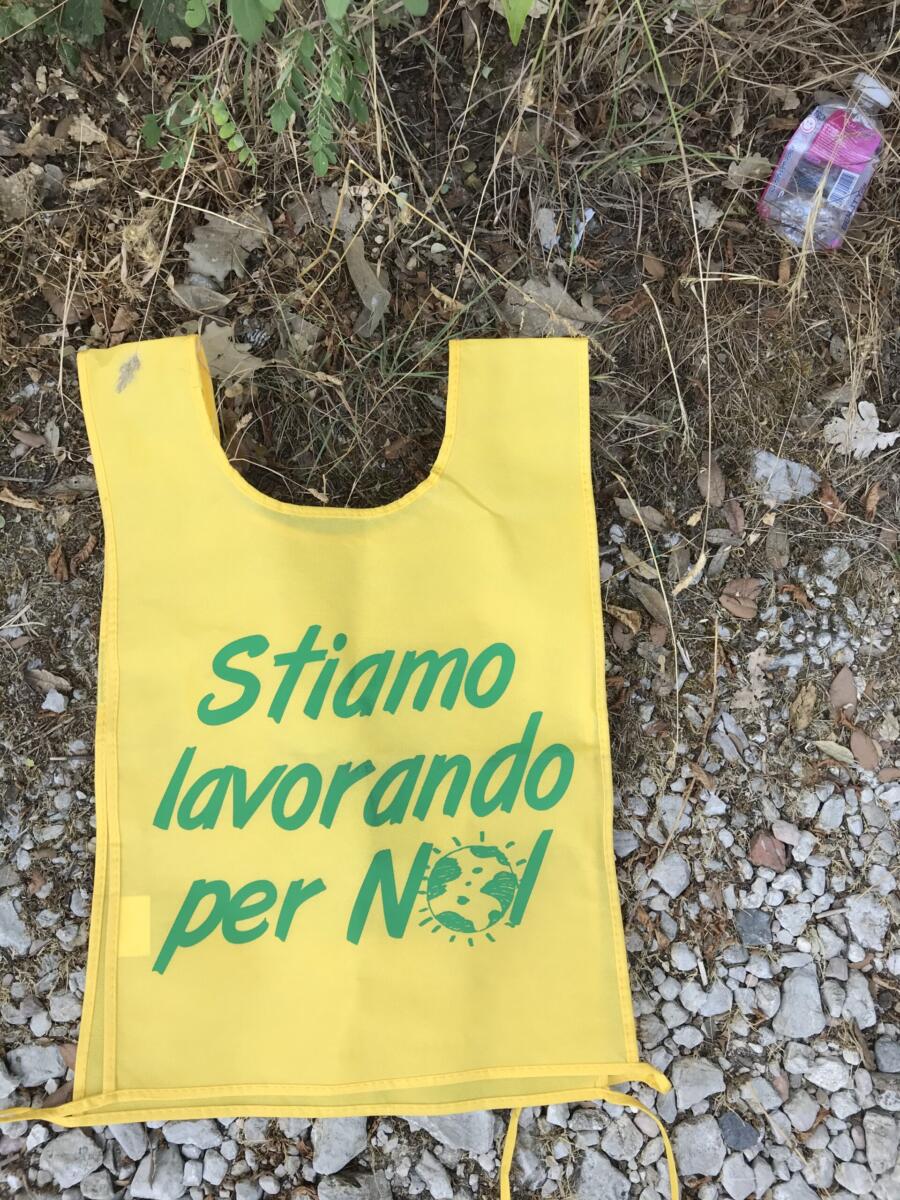 Stiamo
lavorando
per NOI